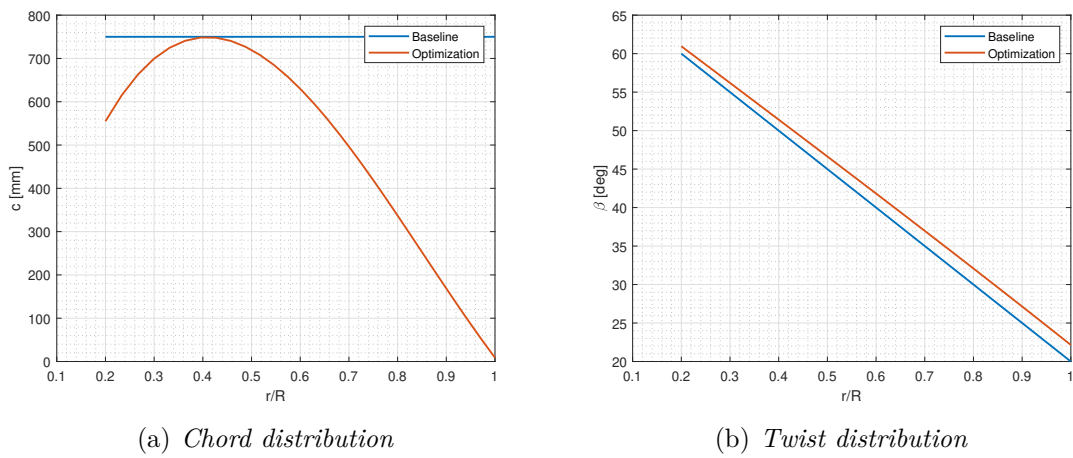 800
700
600
500
400
300
200
100
0
c [mm]
0.1 0.2 0.3 0.4 0.5 0.6 0.7 0.8 0.9 1
r/R
Baseline
Optimization
(a) Chord distribution
65
60
55
50
45
40
35
30
25
20
β [deg]
0.1 0.2 0.3 0.4 0.5 0.6 0.7 0.8 0.9 1
r/R
Baseline
Optimization
(b) Twist distribution